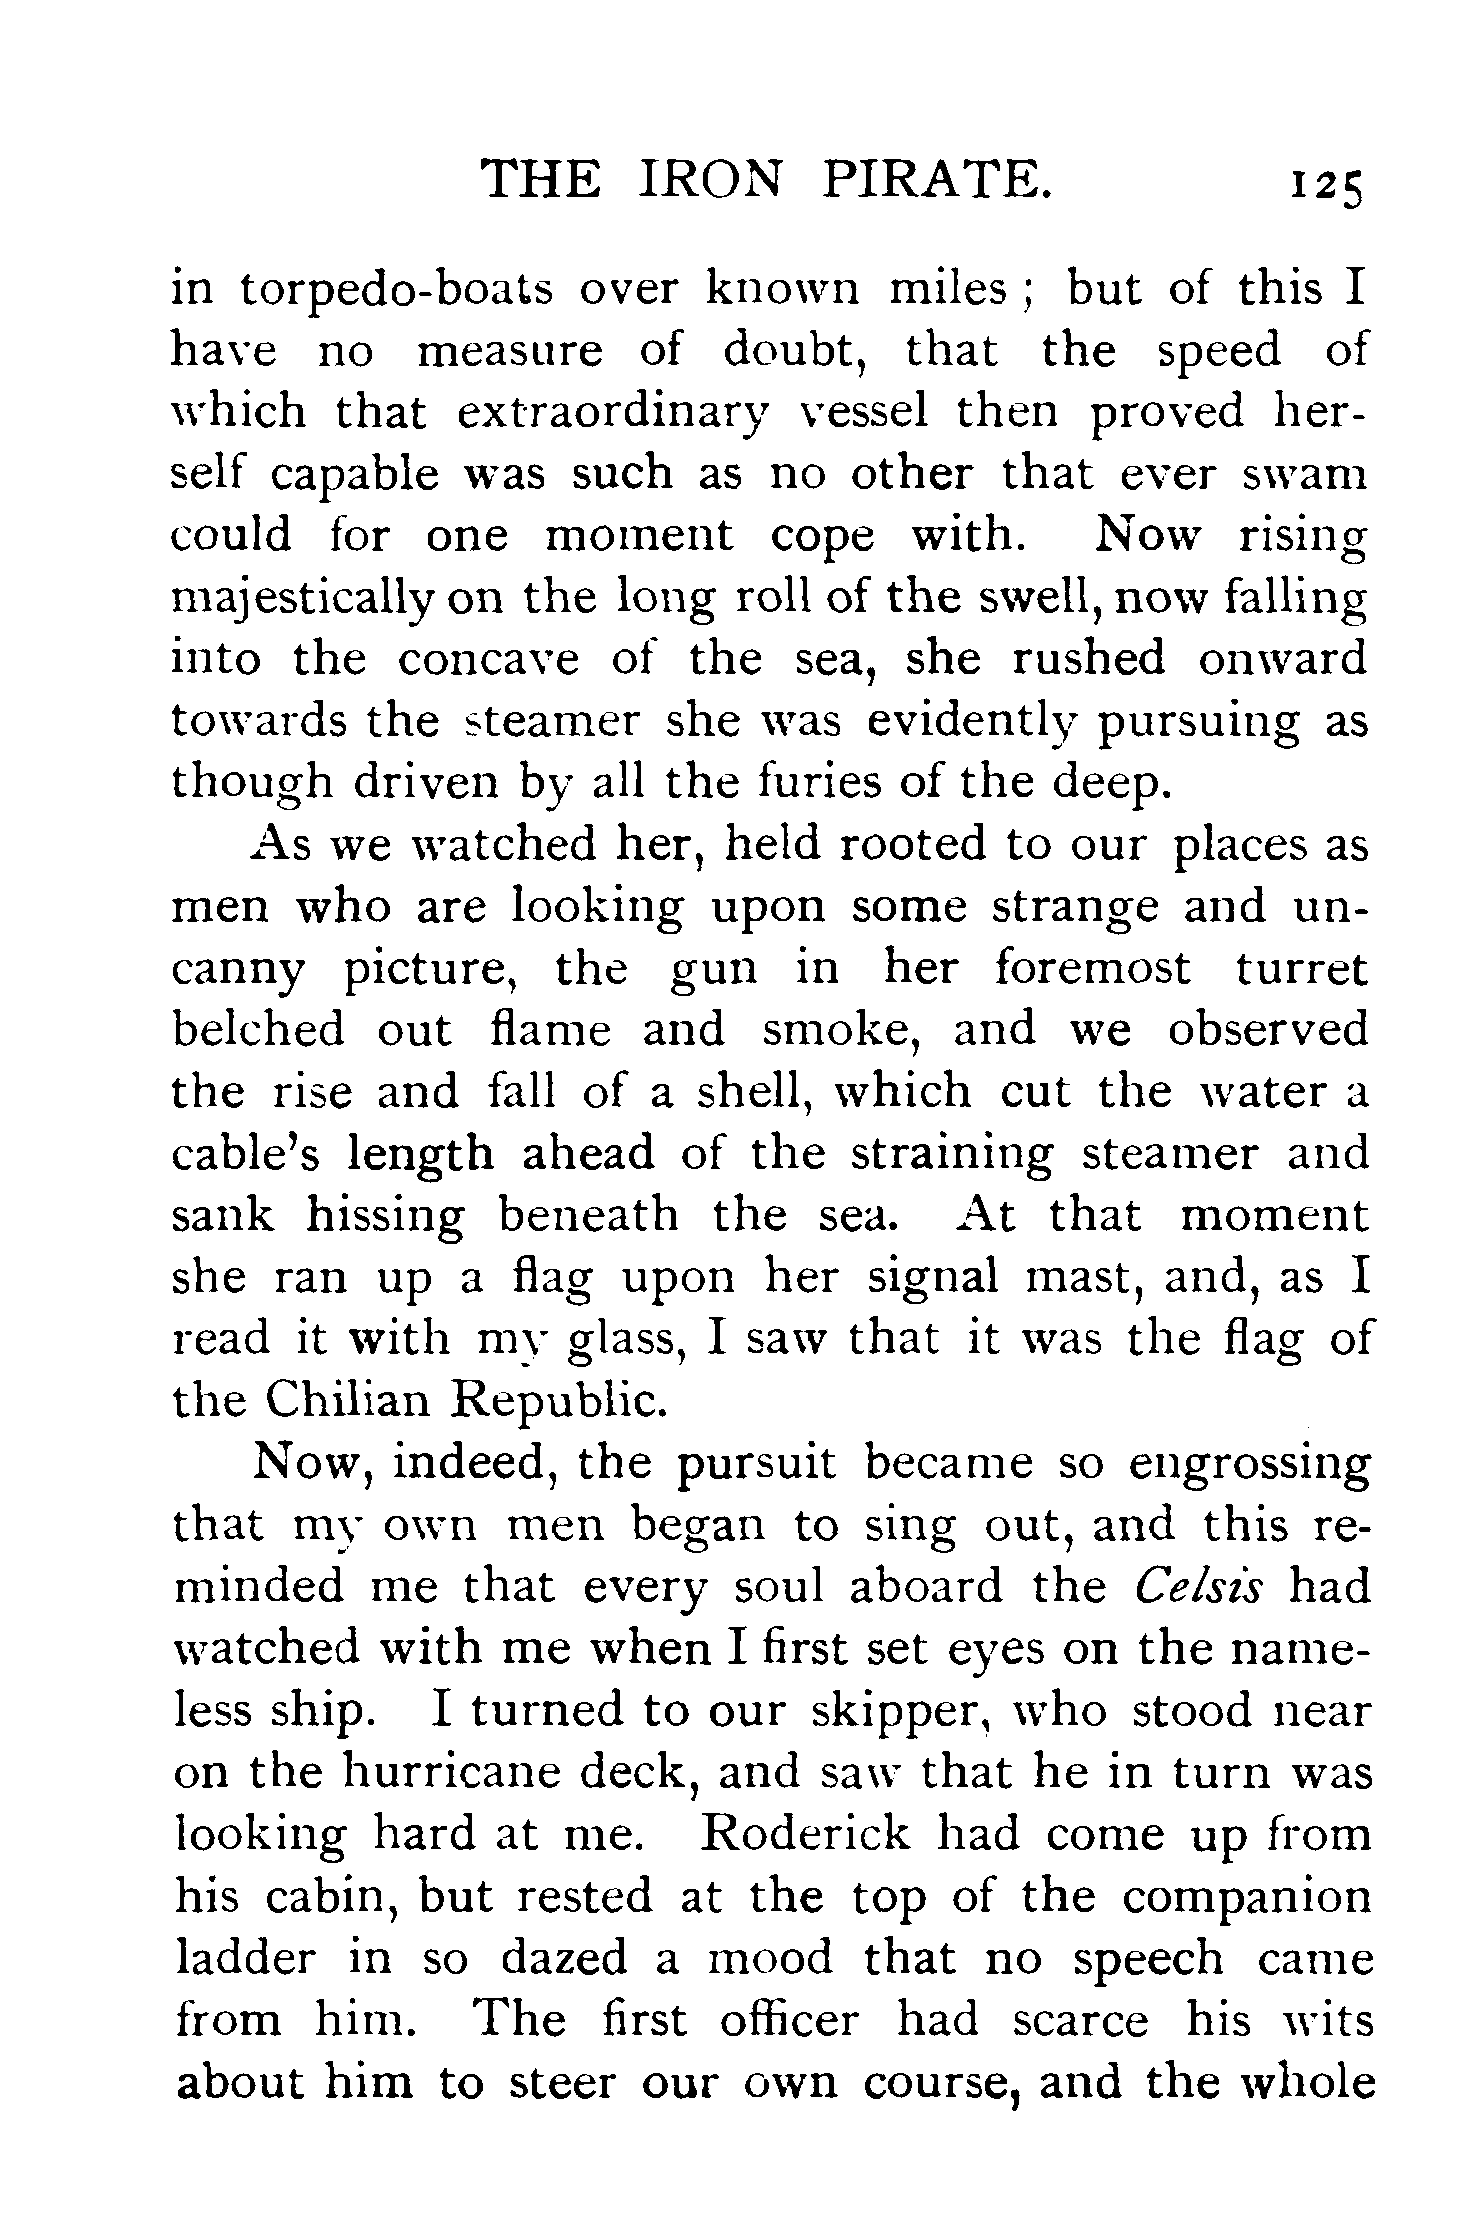 THE IRON PIRATE. 125
in torpedo-boats over known miles ; but of this I
have no measure of doubt, that the speed of
which that extraordinary vessel then proved her-
self capable was such as no other that ever swam
could for one moment cope with. Now rising
majestically on the long roll of the swell, now falling
into the concave of the sea, she rushed onward
towards the steamer she was evidently pursuing as
though driven by all the furies of the deep.
As we watched her, held rooted to our places as
men who are looking upon some strange and un-
canny picture, the gun in her foremost turret
belched out flame and smoke, and we observed
the rise and fall of a shell, which cut the water a
cable's length ahead of the straining steamer and
sank hissing beneath the sea. At that moment
she ran up a flag upon her signal mast, and, as I
read it with my glass, I saw that it was the flag of
the Chilian Republic.
Now, indeed, the pursuit became so engrossing
that my own men began to sing out, and this re-
minded me that every soul aboard the Celsis had
watched with me when I first set eyes on the name-
less ship. I turned to our skipper, who stood near
on the hurricane deck, and saw that he in turn was
looking hard at me. Roderick had come up from
his cabin, but rested at the top of the companion
ladder in so dazed a mood that no speech came
from him. The first officer had scarce his wits
about him to steer our own course, and the whole